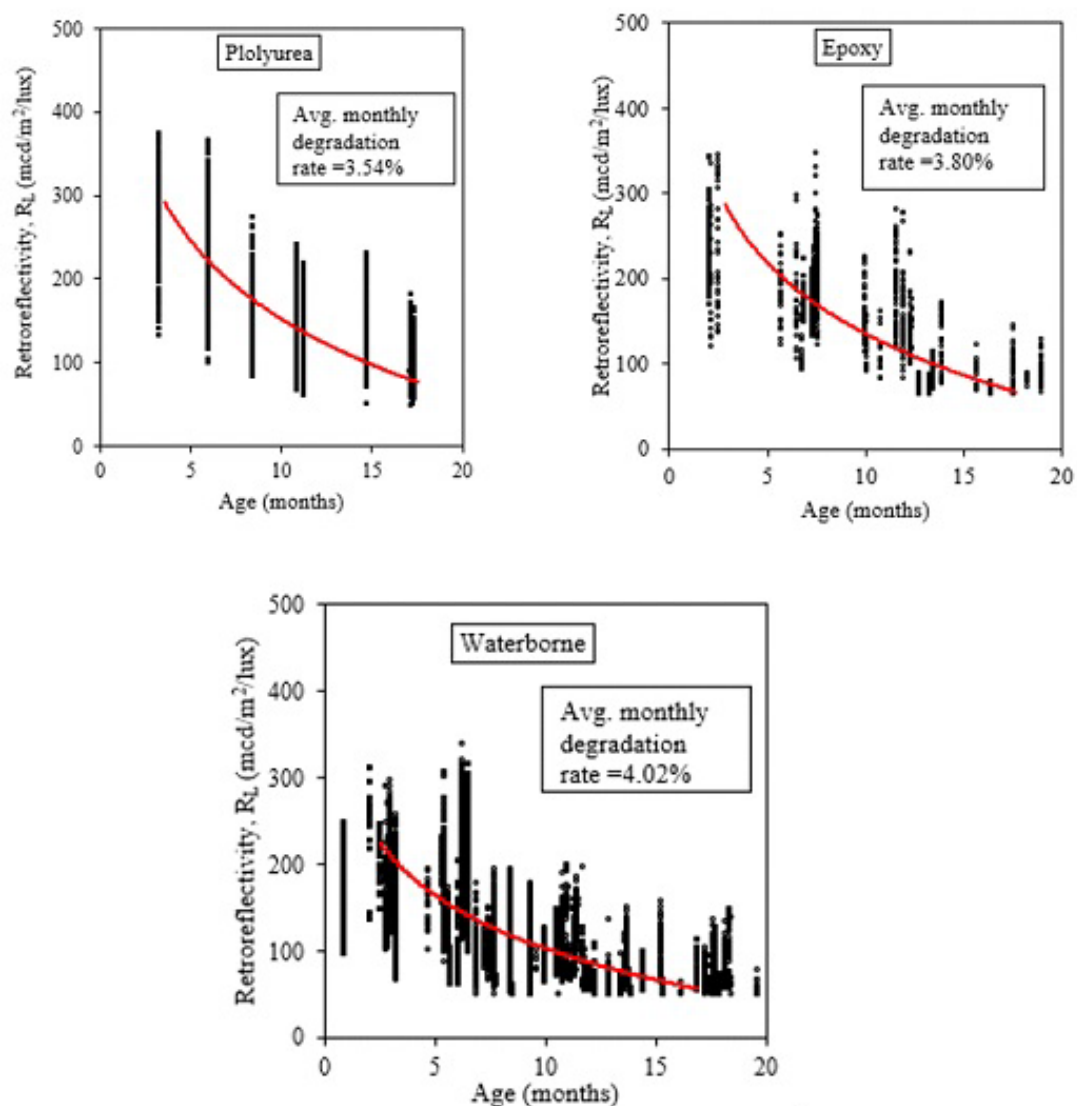 500
400
300
200
100
0
Retroreflectivity, R_L (mcd/m²/lux)
Plolyurea
Avg. monthly
degradation
rate =3.54%
0 5 10 15 20
Age (months)
500
400
300
200
100
0
Retroreflectivity, R_L (mcd/m²/lux)
Epoxy
Avg. monthly
degradation
rate =3.80%
0 5 10 15 20
Age (months)
500
400
300
200
100
0
Retroreflectivity, R_L (mcd/m²/lux)
Waterborne
Avg. monthly
degradation
rate =4.02%
0 5 10 15 20
Age (months)